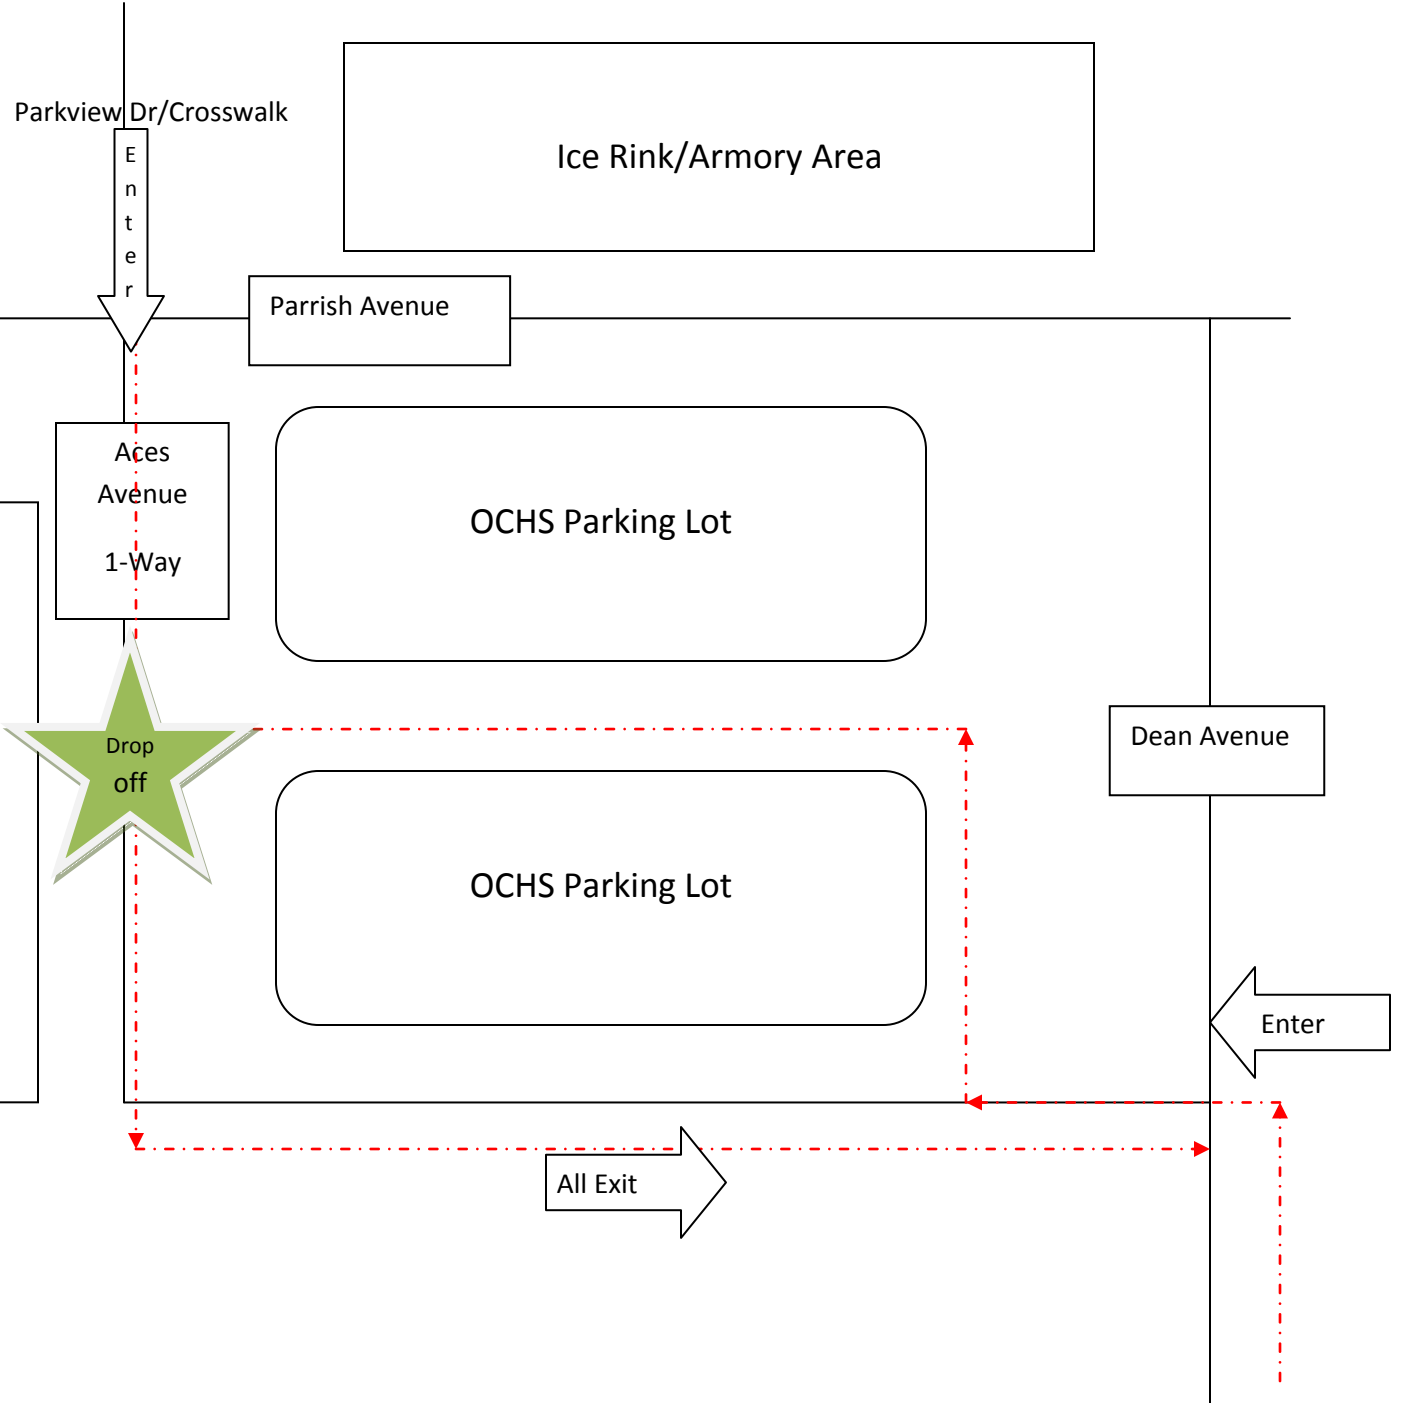 Parkview Dr/Crosswalk
Enter
Ice Rink/Armory Area
Parrish Avenue
Aces
Avenue
1-Way
OCHS Parking Lot
Drop
off
Dean Avenue
OCHS Parking Lot
Enter
All Exit